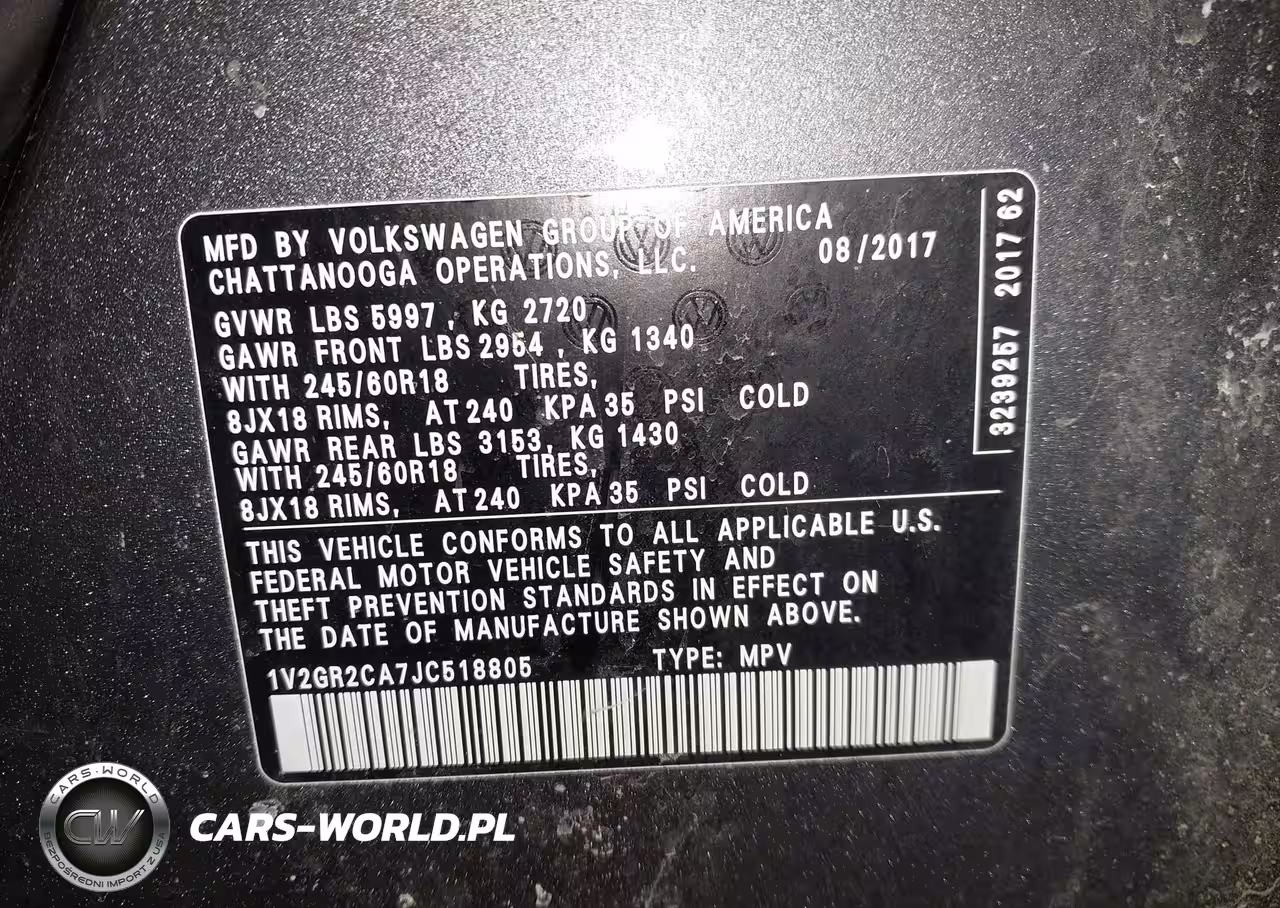 MFD BY VOLKSWAGEN GROUP OF AMERICA
CHATTANOOGA OPERATIONS, LLC. 08/2017
GVWR LBS 5997 , KG 2720
GAWR FRONT LBS 2954 , KG 1340
WITH 245/60R18 TIRES,
8JX18 RIMS, AT 240 KPA 35 PSI COLD
GAWR REAR LBS 3153, KG 1430
WITH 245/60R18 TIRES,
8JX18 RIMS, AT 240 KPA 35 PSI COLD
THIS VEHICLE CONFORMS TO ALL APPLICABLE U.S.
FEDERAL MOTOR VEHICLE SAFETY AND
THEFT PREVENTION STANDARDS IN EFFECT ON
THE DATE OF MANUFACTURE SHOWN ABOVE.
1V2GR2CA7JC518805 TYPE: MPV
3239257 2017 62
CARS-WORLD
CW
BEZPOŚREDNI IMPORT Z USA
CARS-WORLD.PL